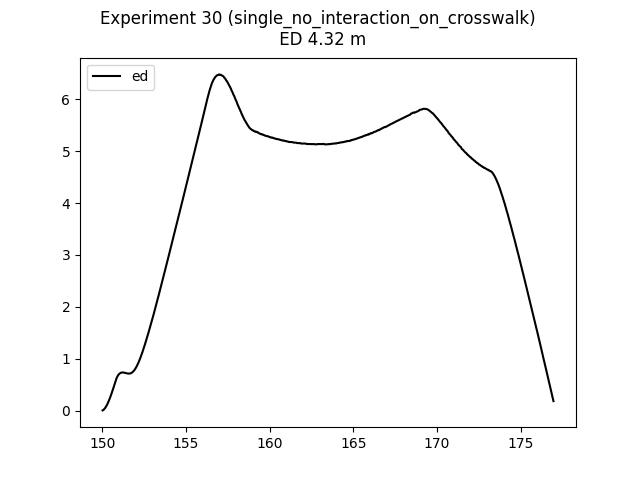 Experiment 30 (single_no_interaction_on_crosswalk)
ED 4.32 m
ed
6
5
4
3
2
1
0
150 155 160 165 170 175